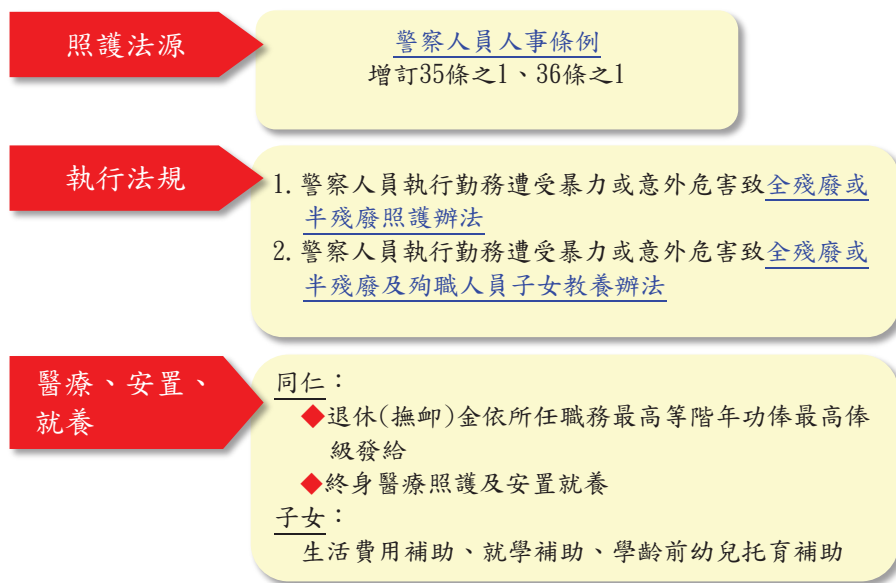 照護法源
警察人員人事條例
增訂35條之1、36條之1
執行法規
1. 警察人員執行勤務遭受暴力或意外危害致全殘廢或
半殘廢照護辦法
2. 警察人員執行勤務遭受暴力或意外危害致全殘廢或
半殘廢及殉職人員子女教養辦法
醫療、安置、
就養
同仁：
◆退休(撫卹)金依所任職務最高等階年功俸最高俸
級發給
◆終身醫療照護及安置就養
子女：
生活費用補助、就學補助、學齡前幼兒托育補助